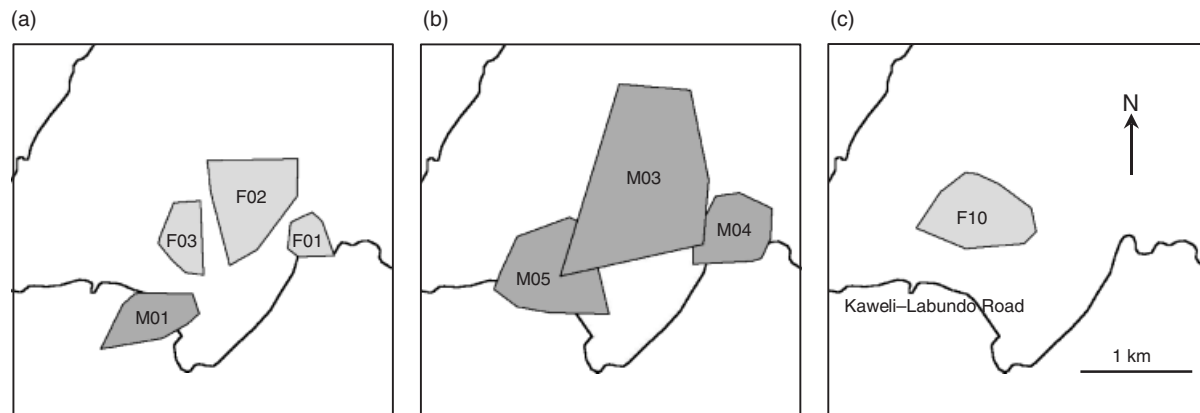 (a)
(b)
(c)
F02
F03
F01
M01
M03
M04
M05
N
F10
Kaweli–Labundo Road
1 km